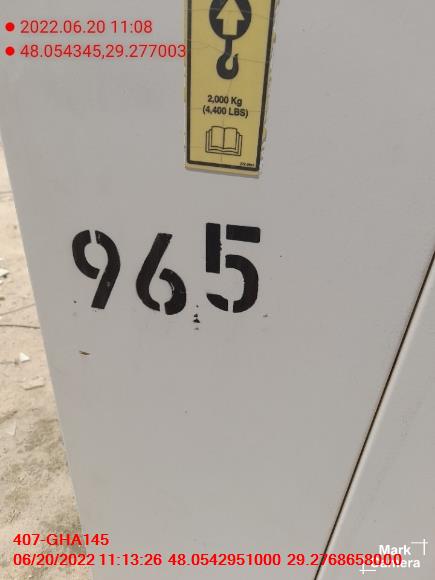 2022.06.20 11:08
48.054345,29.277003
2,000 Kg
(4,400 LBS)
965
407-GHA145
06/20/2022 11:13:26 48.0542951000 29.2768658000
Mark